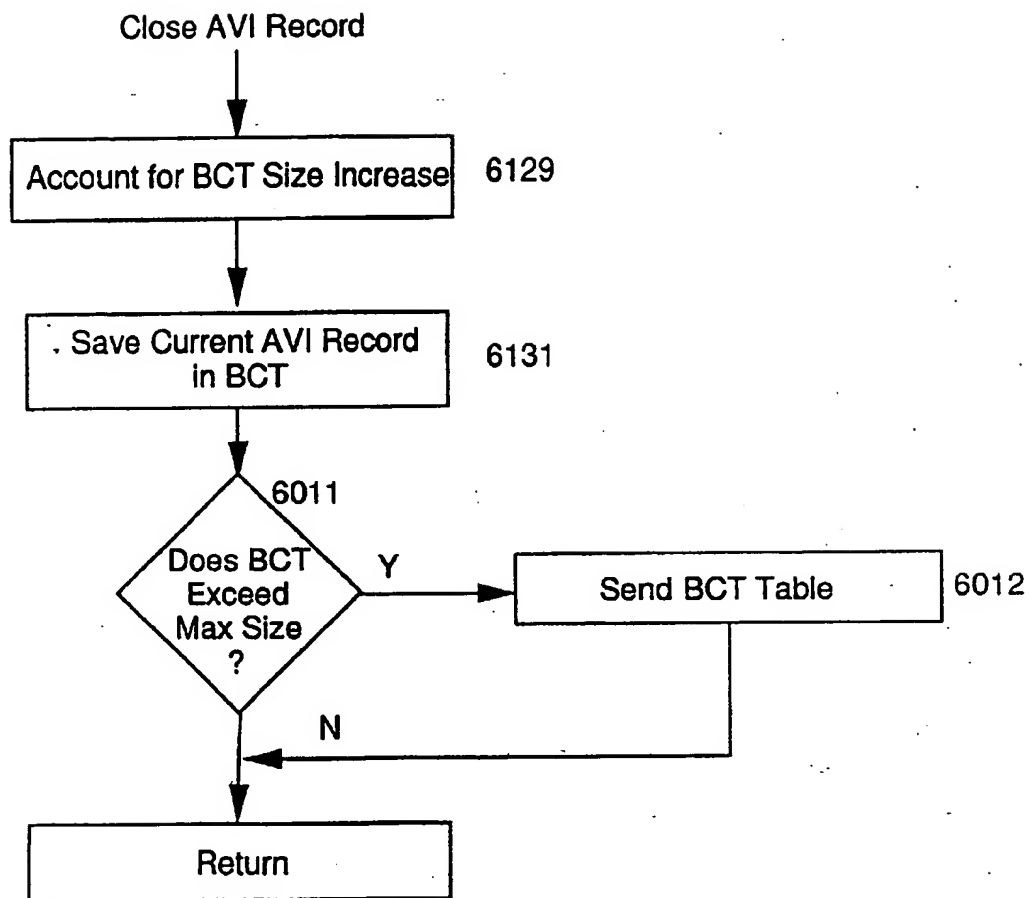 Close AVI Record
Account for BCT Size Increase
6129
Save Current AVI Record
in BCT
6131
6011
Does BCT
Exceed
Max Size
?
Y
Send BCT Table
6012
N
Return